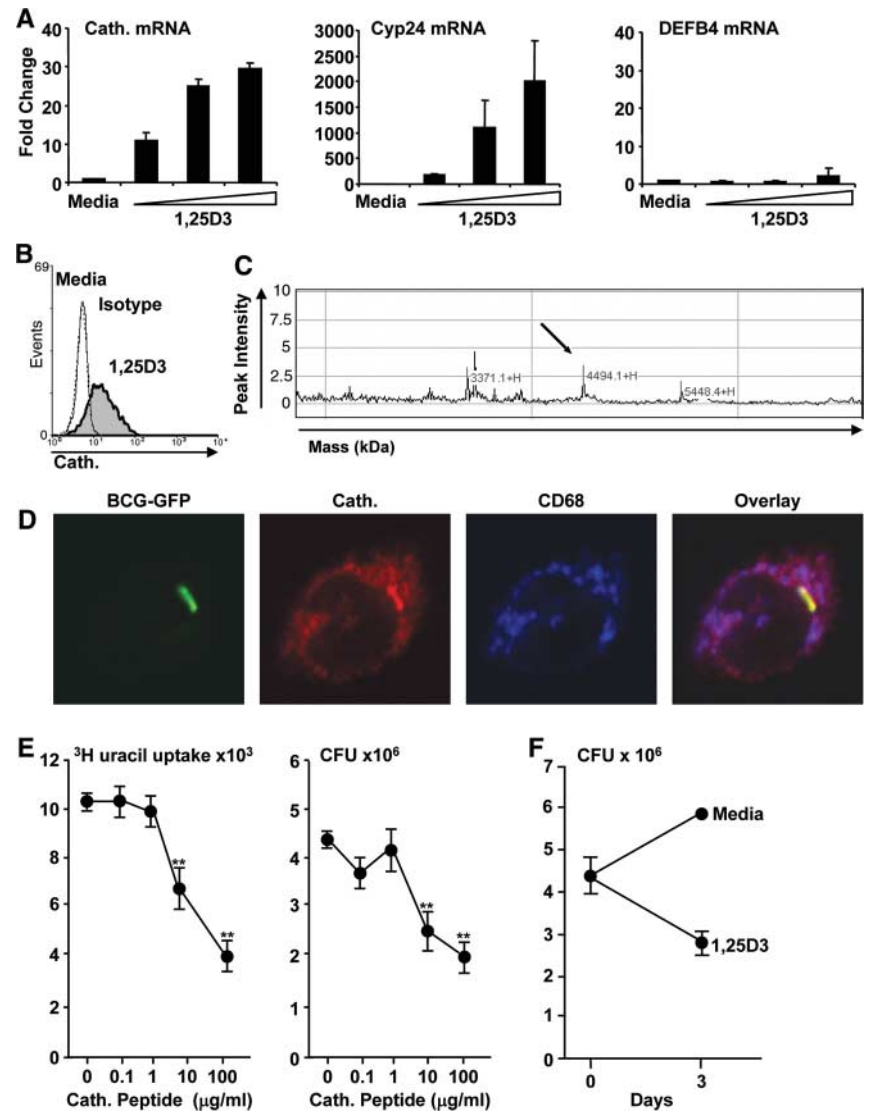 A
Cath. mRNA
Cyp24 mRNA
DEFB4 mRNA
Fold Change
40
30
20
10
0
3000
2500
2000
1500
1000
500
0
40
30
20
10
0
Media
1,25D3
Media
1,25D3
Media
1,25D3
B
69
Media
Isotype
1,25D3
Events
0
10⁰ 10¹ 10² 10³
Cath.
C
Peak Intensity
10
7.5
5
2.5
0
3371.1+H
4494.1+H
5448.4+H
Mass (kDa)
D
BCG-GFP
Cath.
CD68
Overlay
E
³H uracil uptake x10³
12
10
8
6
4
2
0
**
**
0 0.1 1 10 100
Cath. Peptide (μg/ml)
CFU x10⁶
6
5
4
3
2
1
0
**
**
0 0.1 1 10 100
Cath. Peptide (μg/ml)
F
CFU x 10⁶
7
6
5
4
3
2
1
0
Media
1,25D3
0 3
Days